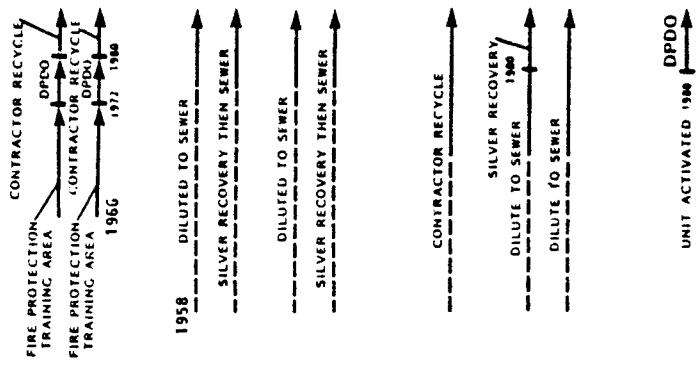 CONTRACTOR RECYCLE
DPDO
FIRE PROTECTION
TRAINING AREA
CONTRACTOR RECYCLE
DPDO
FIRE PROTECTION
TRAINING AREA
1966
1977
1980
1958
DILUTED TO SEWER
SILVER RECOVERY THEN SEWER
DILUTED TO SEWER
SILVER RECOVERY THEN SEWER
CONTRACTOR RECYCLE
SILVER RECOVERY
1980
DILUTE TO SEWER
DILUTE TO SEWER
UNIT ACTIVATED 1980
DPDO